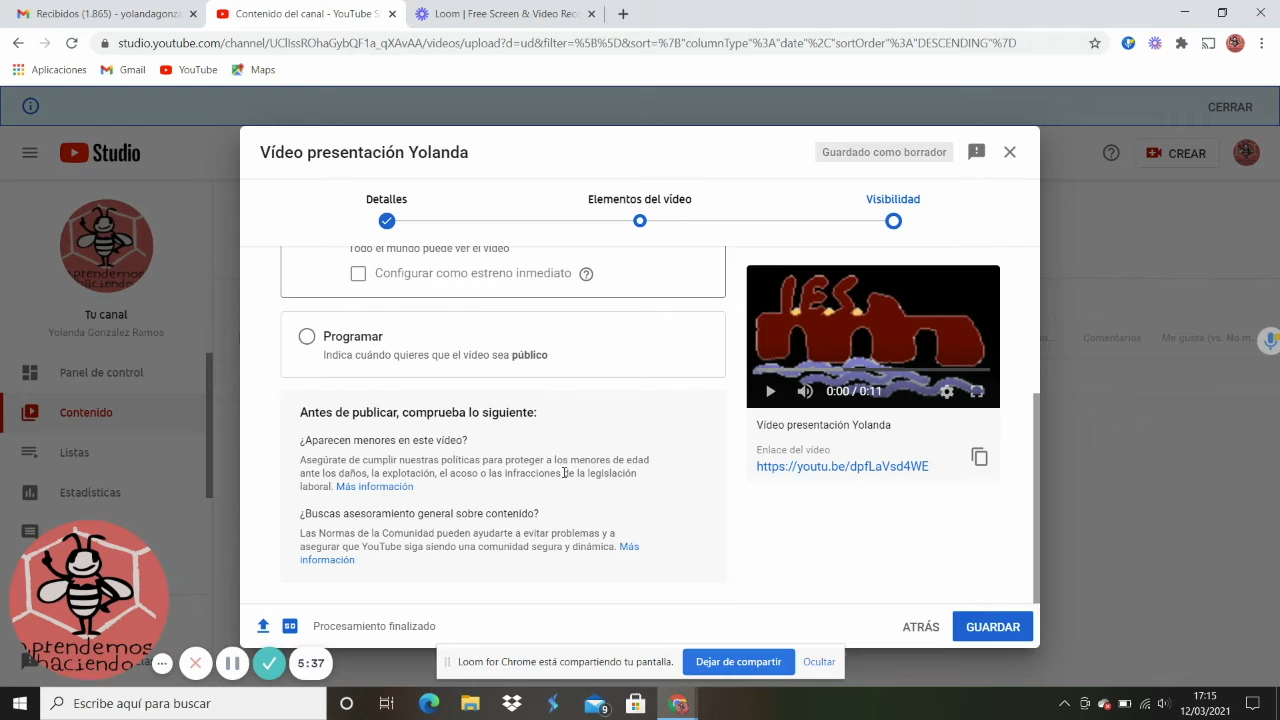 Recibidos (1.865) - yolandagonza
Contenido del canal - YouTube S
Loom | Free Screen & Video Reco
studio.youtube.com/channel/UClIssROhaGybQF1a_qXAvAA/videos/upload?d=ud&filter=%5B%5D&sort=%7B"columnType"%3A"date"%2C"sortOrder"%3A"DESCENDING"%7D
Aplicaciones
Gmail
YouTube
Maps
CERRAR
Studio
CREAR
Vídeo presentación Yolanda
Guardado como borrador
Detalles
Elementos del vídeo
Visibilidad
Todo el mundo puede ver el vídeo
Configurar como estreno inmediato
Programar
Indica cuándo quieres que el vídeo sea público
Antes de publicar, comprueba lo siguiente:
¿Aparecen menores en este vídeo?
Asegúrate de cumplir nuestras políticas para proteger a los menores de edad
ante los daños, la explotación, el acoso o las infracciones de la legislación
laboral. Más información
¿Buscas asesoramiento general sobre contenido?
Las Normas de la Comunidad pueden ayudarte a evitar problemas y a
asegurar que YouTube siga siendo una comunidad segura y dinámica. Más
información
I.E.S.
0:00 / 0:11
Vídeo presentación Yolanda
Enlace del vídeo
https://youtu.be/dpfLaVsd4WE
prendemos
haciendo
Tu canal
Yolanda González Ramos
Panel de control
Contenido
Listas
Estadísticas
Comentarios
Me gusta (vs. No m...
prendemos
haciendo
Procesamiento finalizado
ATRÁS
GUARDAR
5:37
Loom for Chrome está compartiendo tu pantalla.
Dejar de compartir
Ocultar
Escribe aquí para buscar
9
17:15
12/03/2021